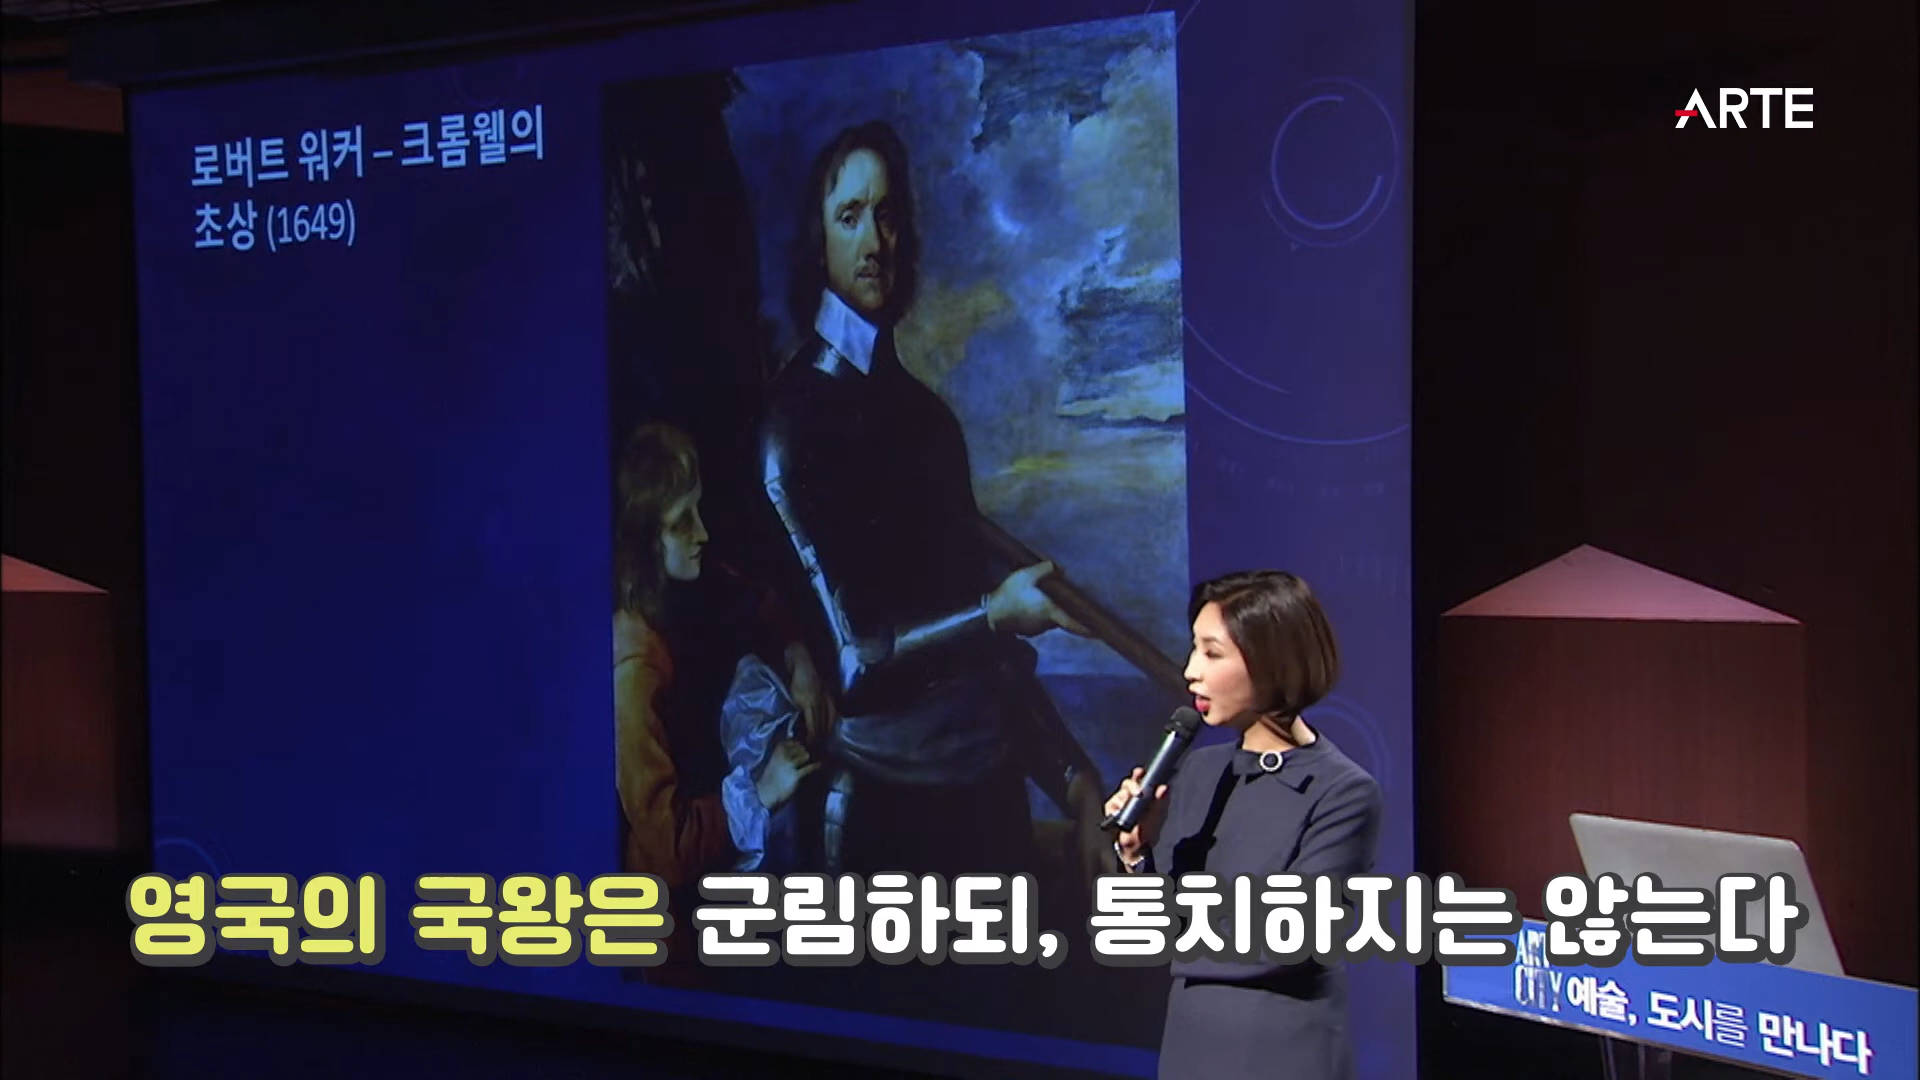 ARTE
로버트 워커 – 크롬웰의
초상 (1649)
영국의 국왕은 군림하되, 통치하지는 않는다
ART
CITY 예술, 도시를 만나다